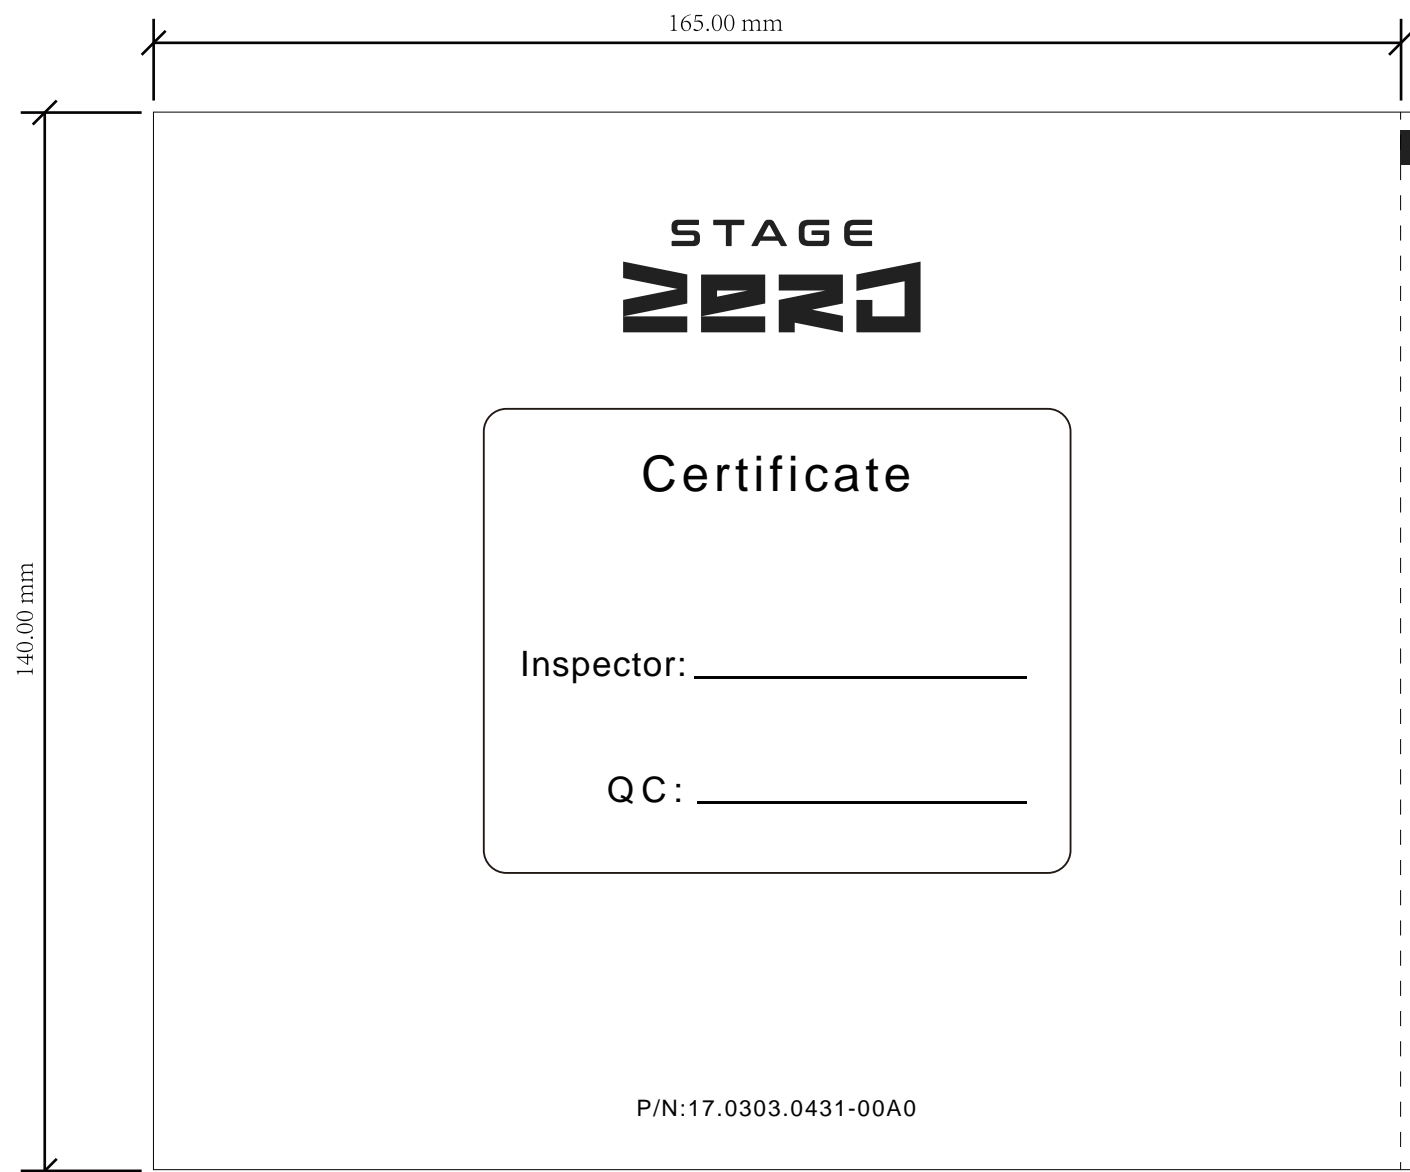 165.00 mm
140.00 mm
STAGE
ZERO
Certificate
Inspector:
QC:
P/N:17.0303.0431-00A0